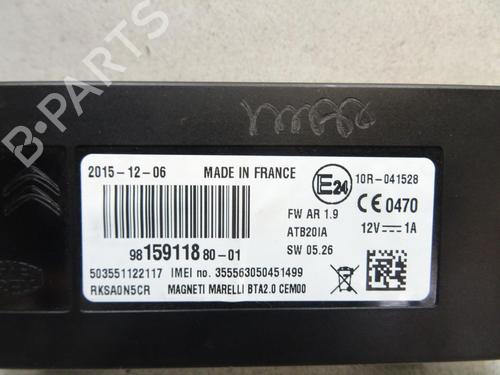 2015-12-06 MADE IN FRANCE
E24 10R-041528
FW AR 1.9 CE 0470
ATB20IA 12V 1A
98 159118 80-01 SW 05.26
503551122117 IMEI no. 355563050451499
RKSA0N5CR MAGNETI MARELLI BTA2.0 CEM00